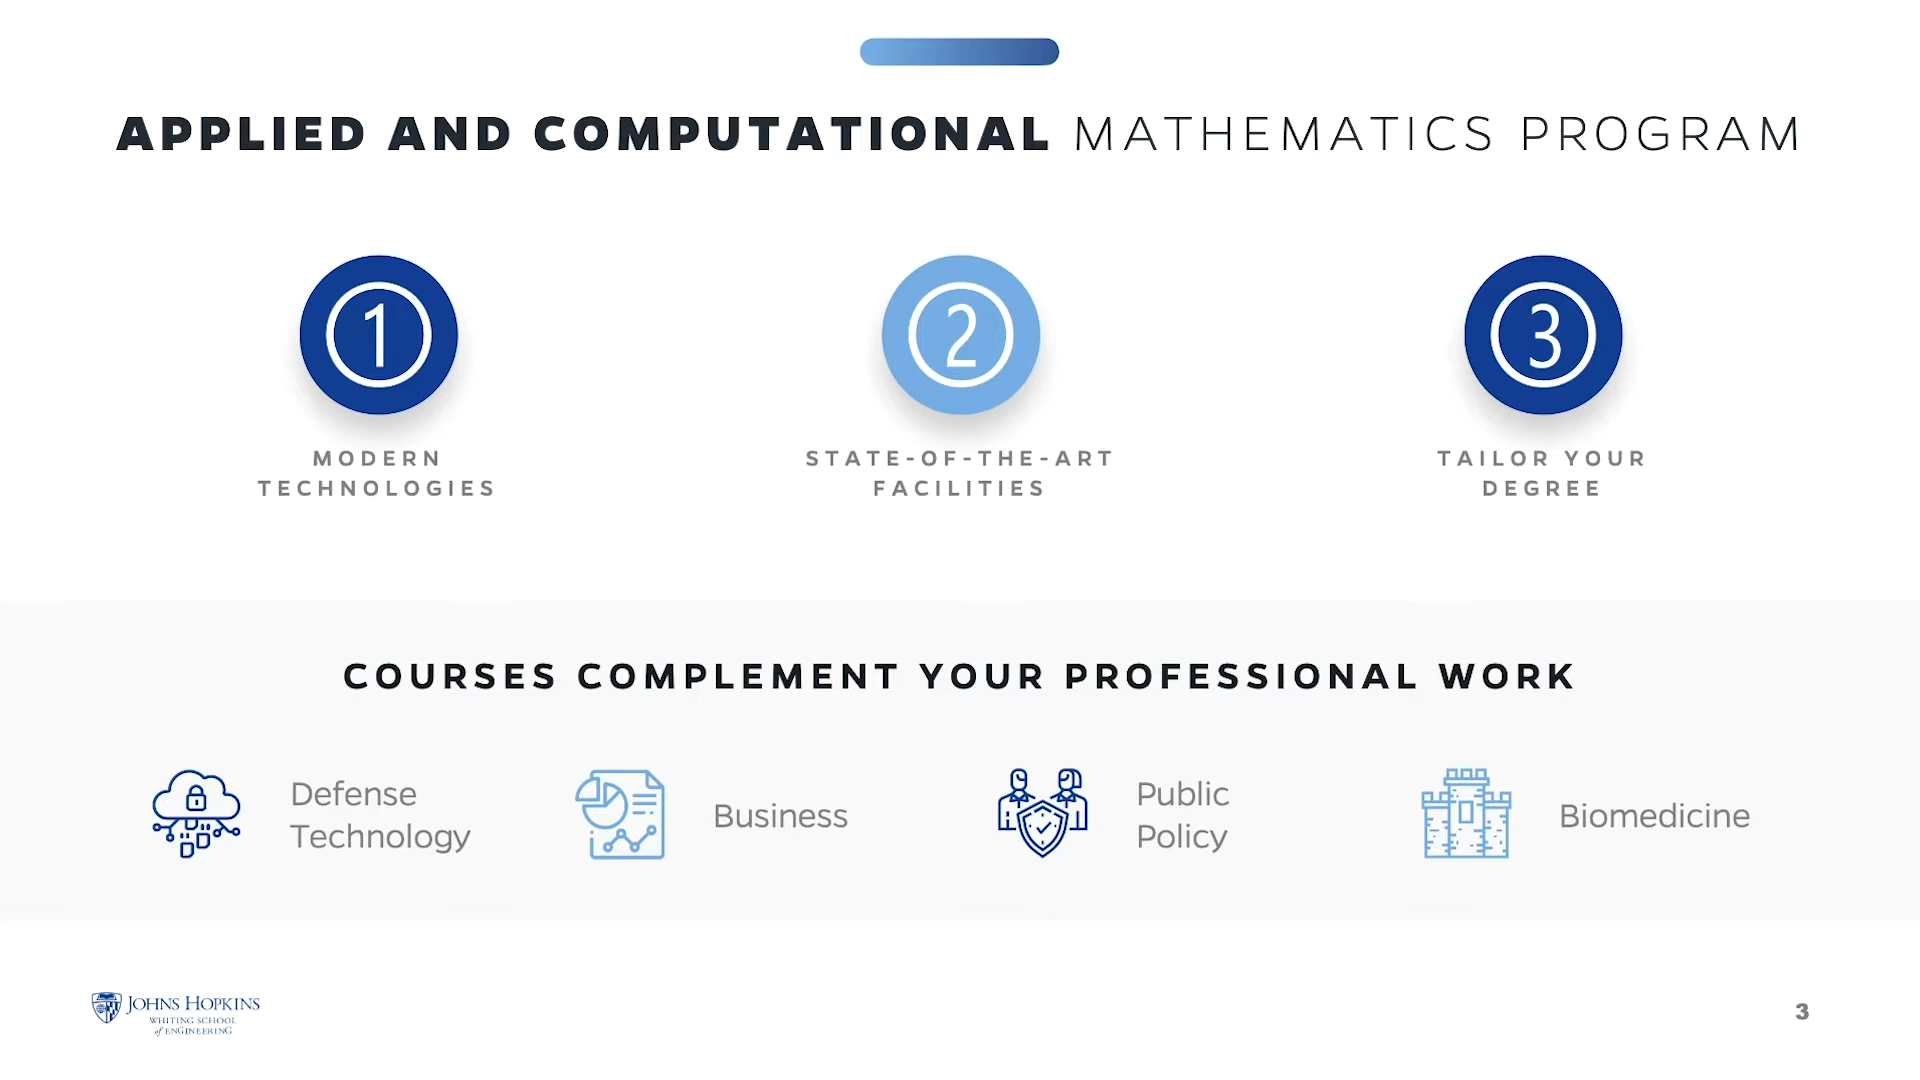 APPLIED AND COMPUTATIONAL MATHEMATICS PROGRAM
1
2
3
MODERN
TECHNOLOGIES
STATE-OF-THE-ART
FACILITIES
TAILOR YOUR
DEGREE
COURSES COMPLEMENT YOUR PROFESSIONAL WORK
Defense
Technology
Business
Public
Policy
Biomedicine
JOHNS HOPKINS
WHITING SCHOOL
of ENGINEERING
3